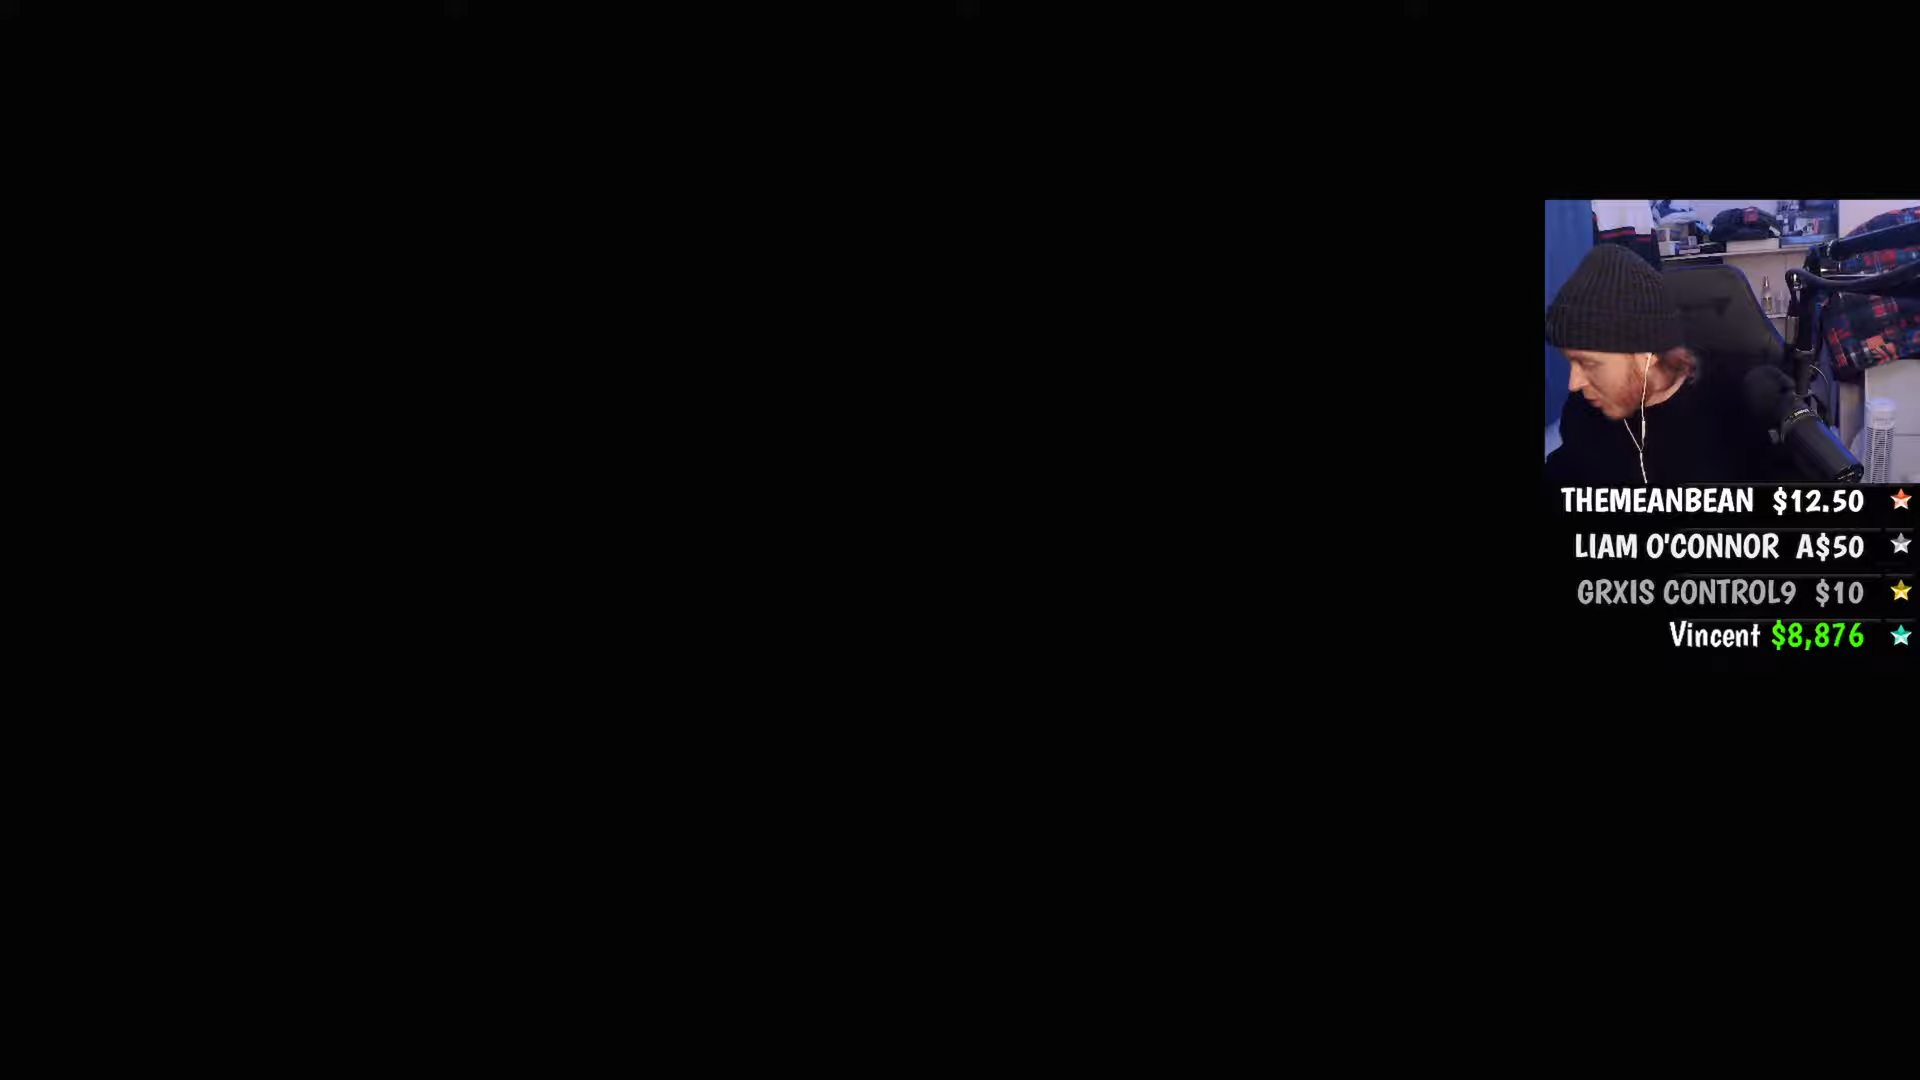 THEMEANBEAN $12.50
LIAM O'CONNOR A$50
GRXIS CONTROL9 $10
Vincent $8,876